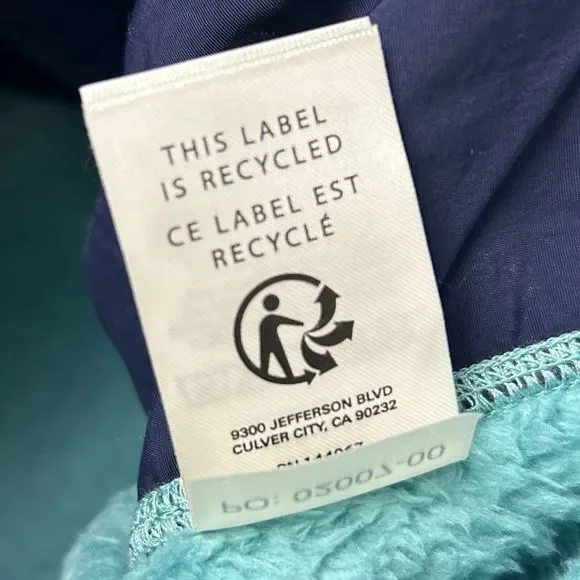 THIS LABEL
IS RECYCLED
CE LABEL EST
RECYCLÉ
9300 JEFFERSON BLVD
CULVER CITY, CA 90232